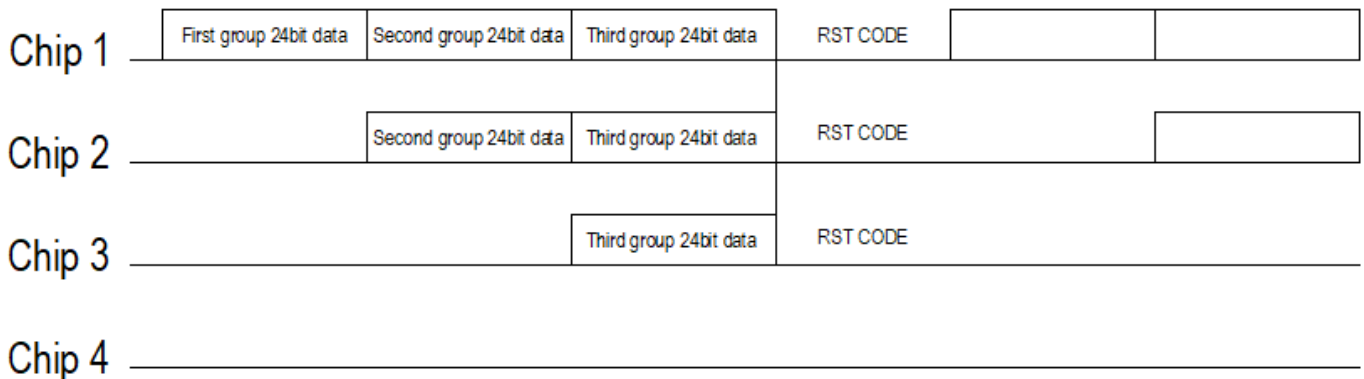 Chip 1 First group 24bit data Second group 24bit data Third group 24bit data RST CODE
Chip 2 Second group 24bit data Third group 24bit data RST CODE
Chip 3 Third group 24bit data RST CODE
Chip 4